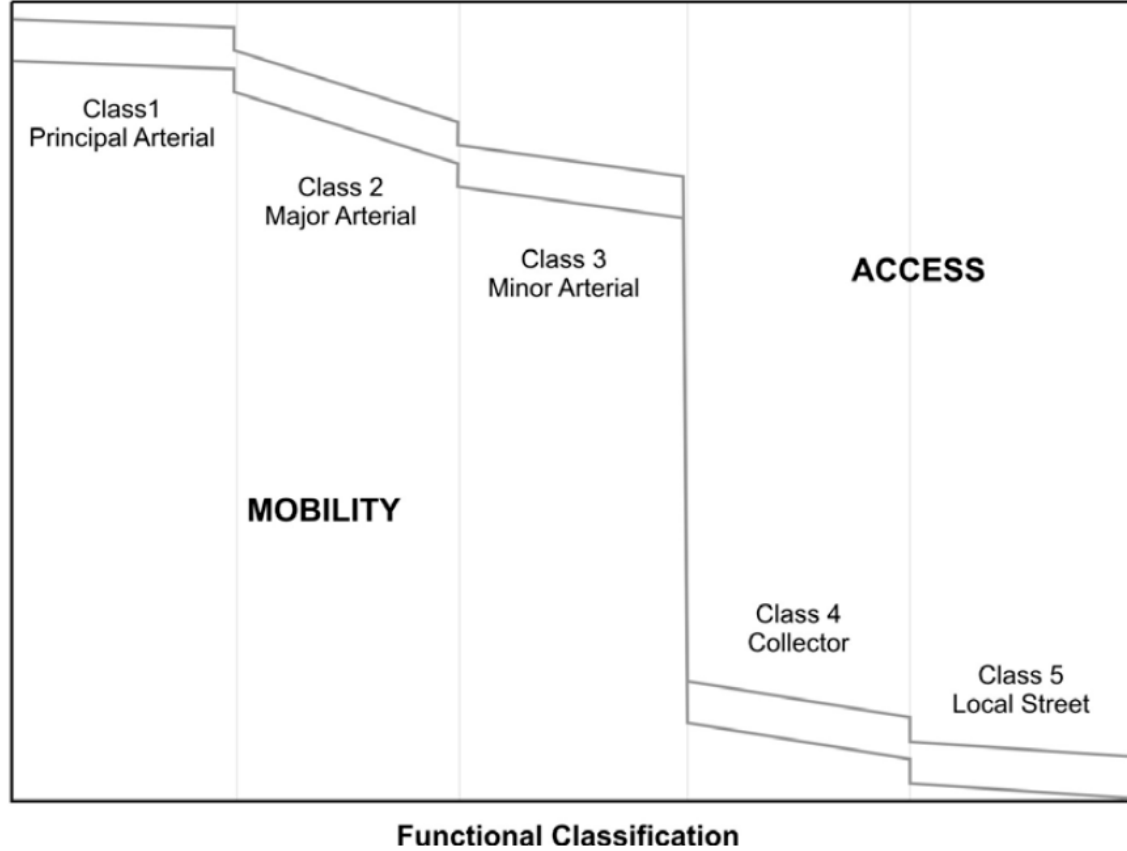 Class1
Principal Arterial
Class 2
Major Arterial
Class 3
Minor Arterial
ACCESS
MOBILITY
Class 4
Collector
Class 5
Local Street
Functional Classification